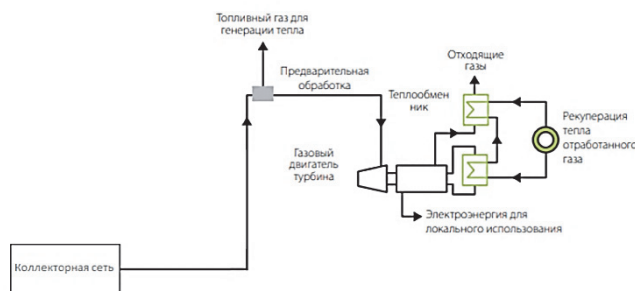 Топливный газ для
генерации тепла
Предварительная
обработка
Отходящие
газы
Теплообмен
ник
Рекуперация
тепла
отработанного
газа
Газовый
двигатель
турбина
Электроэнергия для
локального использования
Коллекторная сеть